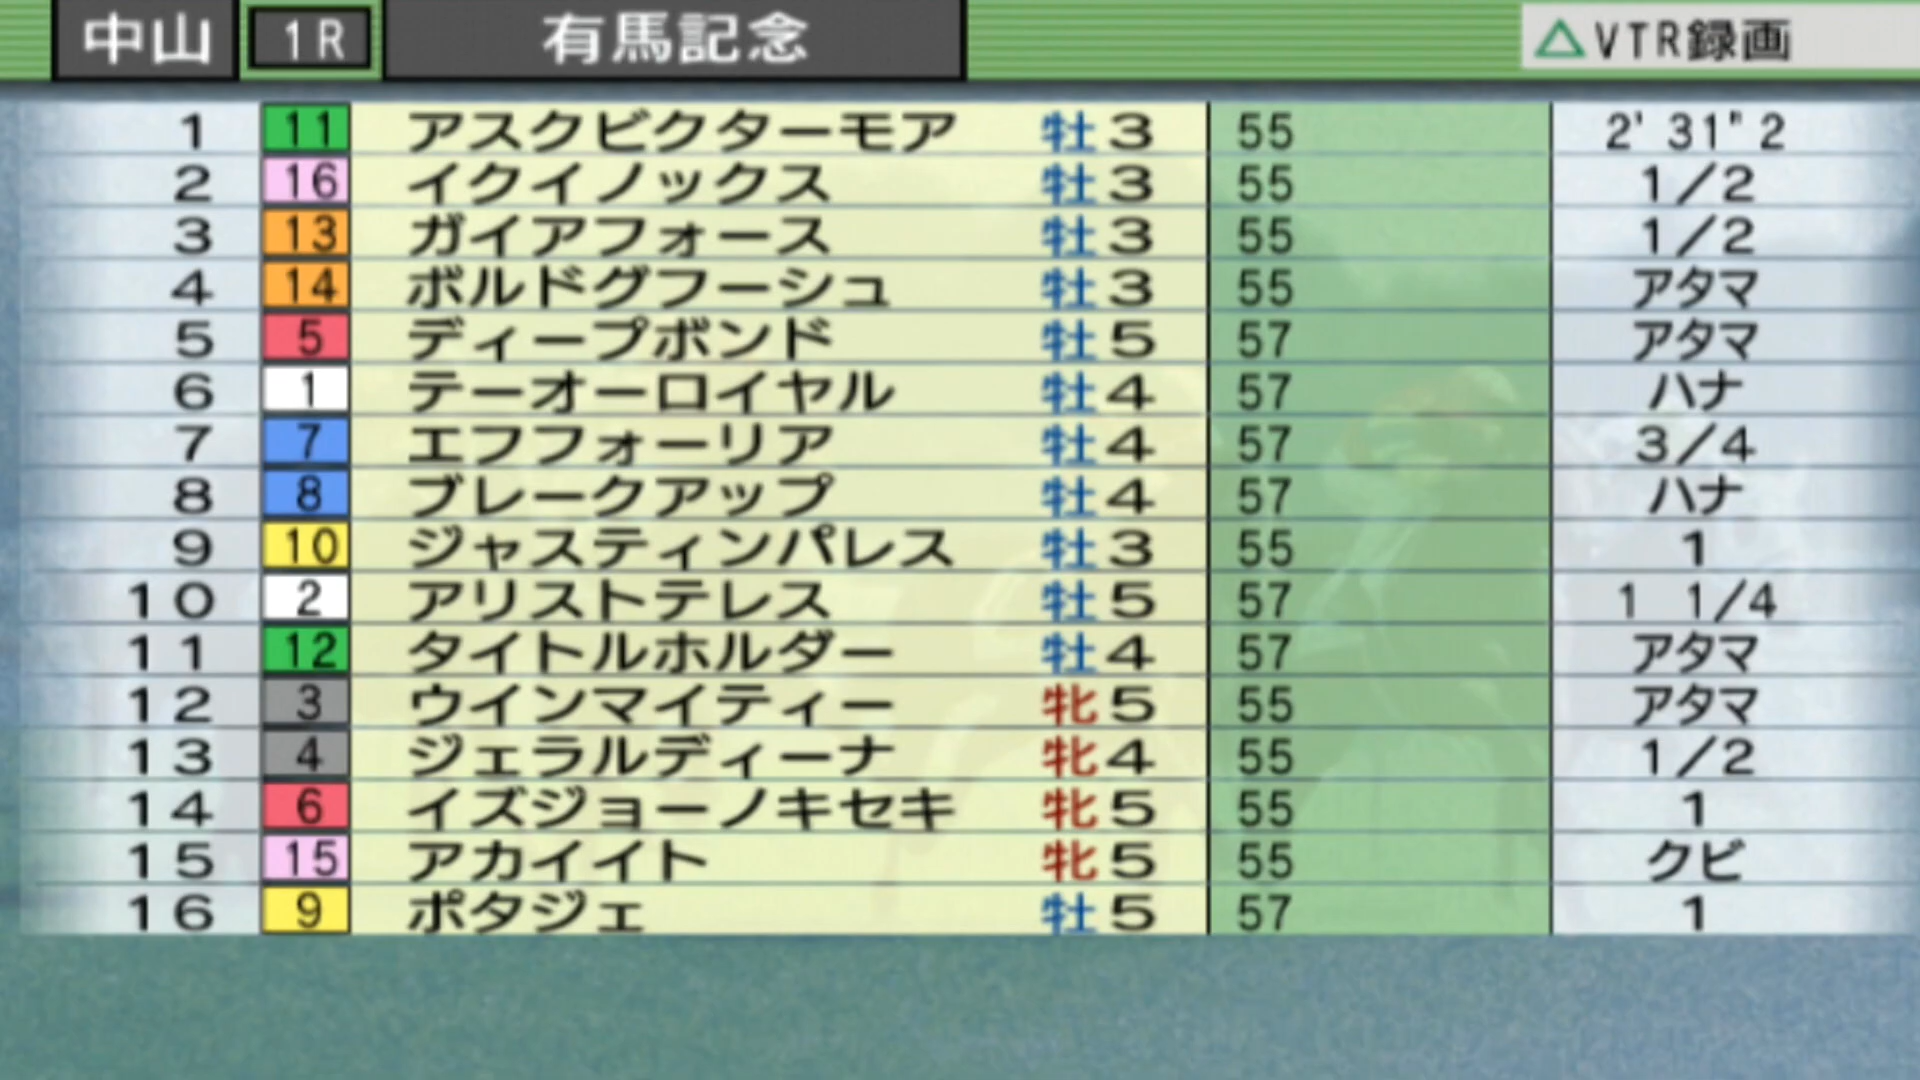 中山 1R 有馬記念 △VTR録画
1 11 アスクビクターモア 牡3 55 2'31"2
2 16 イクイノックス 牡3 55 1/2
3 13 ガイアフォース 牡3 55 1/2
4 14 ボルドグフーシュ 牡3 55 アタマ
5 5 ディープボンド 牡5 57 アタマ
6 1 テーオーロイヤル 牡4 57 ハナ
7 7 エフフォーリア 牡4 57 3/4
8 8 ブレークアップ 牡4 57 ハナ
9 10 ジャスティンパレス 牡3 55 1
10 2 アリストテレス 牡5 57 1 1/4
11 12 タイトルホルダー 牡4 57 アタマ
12 3 ウインマイティー 牝5 55 アタマ
13 4 ジェラルディーナ 牝4 55 1/2
14 6 イズジョーノキセキ 牝5 55 1
15 15 アカイイト 牝5 55 クビ
16 9 ポタジェ 牡5 57 1